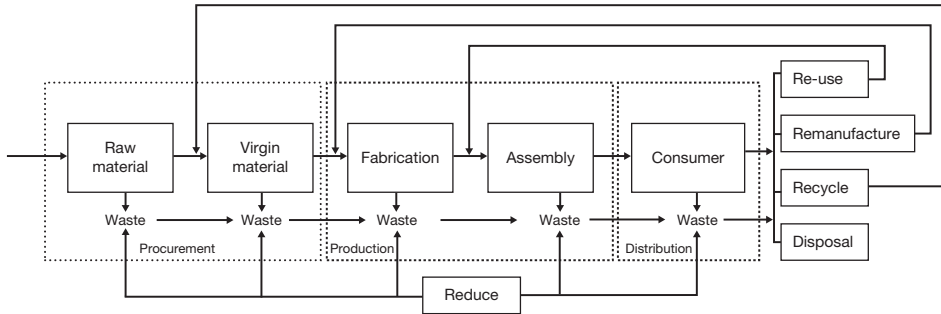 Re-use
Remanufacture
Raw
material
Virgin
material
Fabrication
Assembly
Consumer
Recycle
Waste
Waste
Waste
Waste
Waste
Procurement
Production
Distribution
Disposal
Reduce